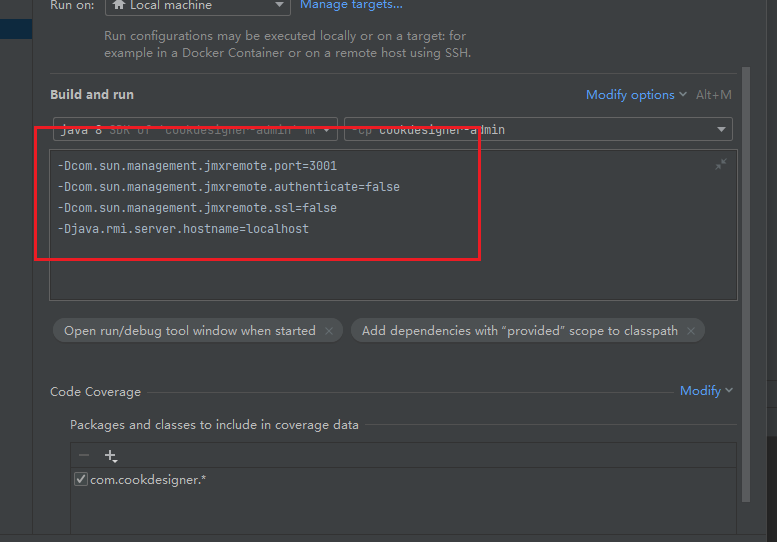 Run on:
Local machine
Manage targets...
Run configurations may be executed locally or on a target: for
example in a Docker Container or on a remote host using SSH.
Build and run
Modify options
Alt+M
java 8 SDK of 'cookdesigner-admin' mo
-cp cookdesigner-admin
-Dcom.sun.management.jmxremote.port=3001
-Dcom.sun.management.jmxremote.authenticate=false
-Dcom.sun.management.jmxremote.ssl=false
-Djava.rmi.server.hostname=localhost
Open run/debug tool window when started ×
Add dependencies with “provided” scope to classpath ×
Code Coverage
Modify
Packages and classes to include in coverage data
com.cookdesigner.*